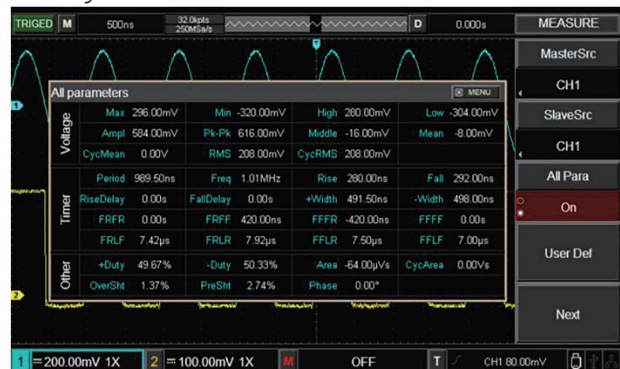 TRIGED M 500ns 32.0kpts 250MSa/s D 0.000s MEASURE
MasterSrc
CH1
SlaveSrc
CH1
All Para
On
User Def
Next
All parameters MENU
Voltage
Max 296.00mV Min -320.00mV High 280.00mV Low -304.00mV
Ampl 584.00mV Pk-Pk 616.00mV Middle -16.00mV Mean -8.00mV
CycMean 0.00V RMS 208.00mV CycRMS 208.00mV
Timer
Period 989.50ns Freq 1.01MHz Rise 280.00ns Fall 292.00ns
RiseDelay 0.00s FallDelay 0.00s +Width 491.50ns -Width 498.00ns
FRFR 0.00s FRFF 420.00ns FFFR -420.00ns FFFF 0.00s
FRLF 7.42µs FRLR 7.92µs FFLR 7.50µs FFLF 7.00µs
Other
+Duty 49.67% -Duty 50.33% Area -64.00µVs CycArea 0.00Vs
OverSht 1.37% PreSht 2.74% Phase 0.00°
1 200.00mV 1X 2 100.00mV 1X M OFF T CH1 80.00mV